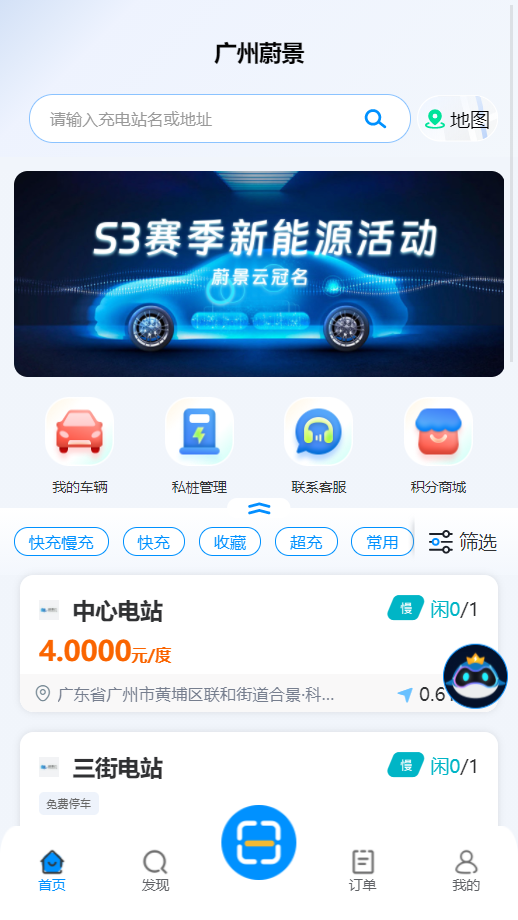 广州蔚景
请输入充电站名或地址
地图
S3赛季新能源活动
蔚景云冠名
我的车辆 私桩管理 联系客服 积分商城
快充慢充 快充 收藏 超充 常用 筛选
中心电站 慢 闲0/1
4.0000元/度
广东省广州市黄埔区联和街道合景·科... 0.6
三街电站 慢 闲0/1
免费停车
首页 发现 订单 我的